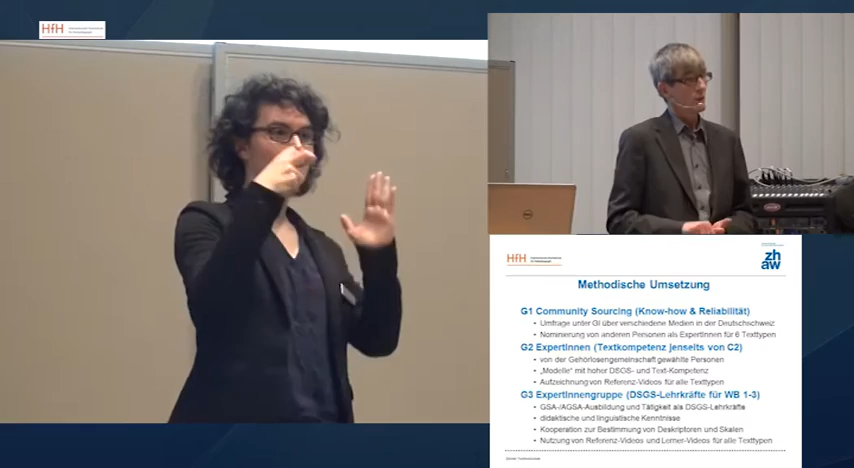 HfH
HfH
zh
aw
Methodische Umsetzung
G1 Community Sourcing (Know-how & Reliabilität)
• Umfrage unter Gl über verschiedene Medien in der Deutschschweiz
• Nominierung von anderen Personen als ExpertInnen für 6 Texttypen
G2 ExpertInnen (Textkompetenz jenseits von C2)
• von der Gehörlosengemeinschaft gewählte Personen
• „Modelle“ mit hoher DSGS- und Text-Kompetenz
• Aufzeichnung von Referenz-Videos für alle Texttypen
G3 ExpertInnengruppe (DSGS-Lehrkräfte für WB 1-3)
• GSA-/AGSA-Ausbildung und Tätigkeit als DSGS-Lehrkräfte
• didaktische und linguistische Kenntnisse
• Kooperation zur Bestimmung von Deskriptoren und Skalen
• Nutzung von Referenz-Videos und Lerner-Videos für alle Texttypen